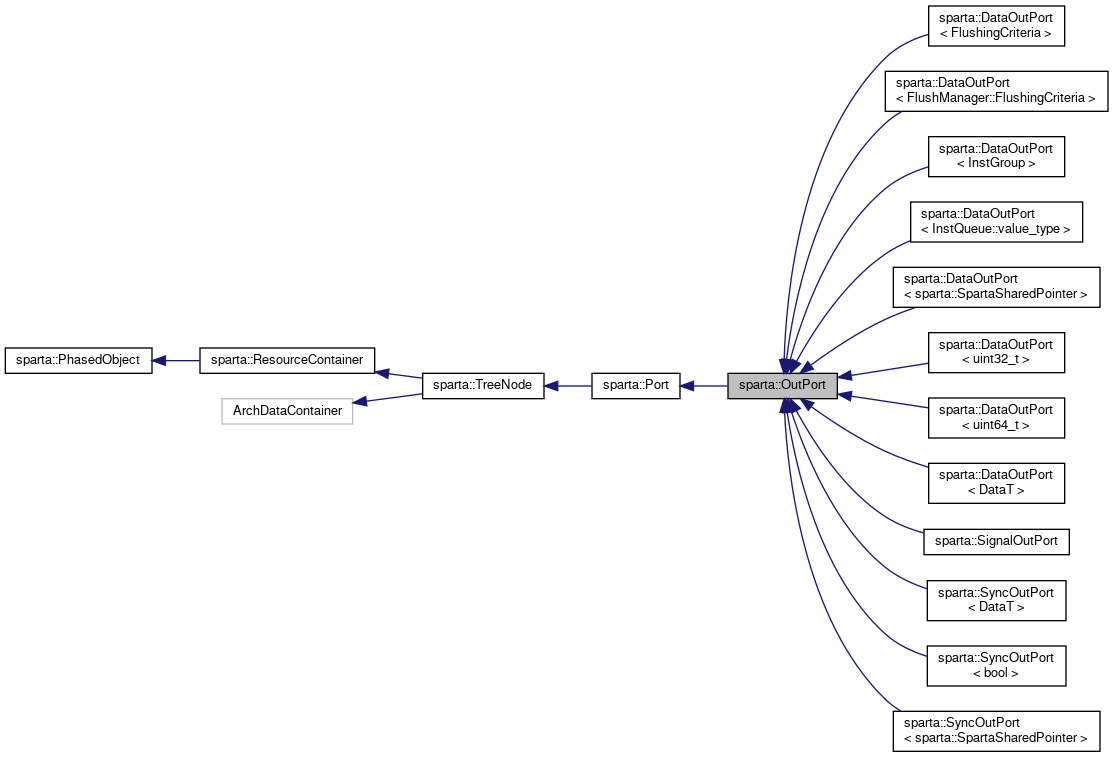 sparta::PhasedObject
sparta::ResourceContainer
ArchDataContainer
sparta::TreeNode
sparta::Port
sparta::OutPort
sparta::DataOutPort
< FlushingCriteria >
sparta::DataOutPort
< FlushManager::FlushingCriteria >
sparta::DataOutPort
< InstGroup >
sparta::DataOutPort
< InstQueue::value_type >
sparta::DataOutPort
< sparta::SpartaSharedPointer >
sparta::DataOutPort
< uint32_t >
sparta::DataOutPort
< uint64_t >
sparta::DataOutPort
< DataT >
sparta::SignalOutPort
sparta::SyncOutPort
< DataT >
sparta::SyncOutPort
< bool >
sparta::SyncOutPort
< sparta::SpartaSharedPointer >